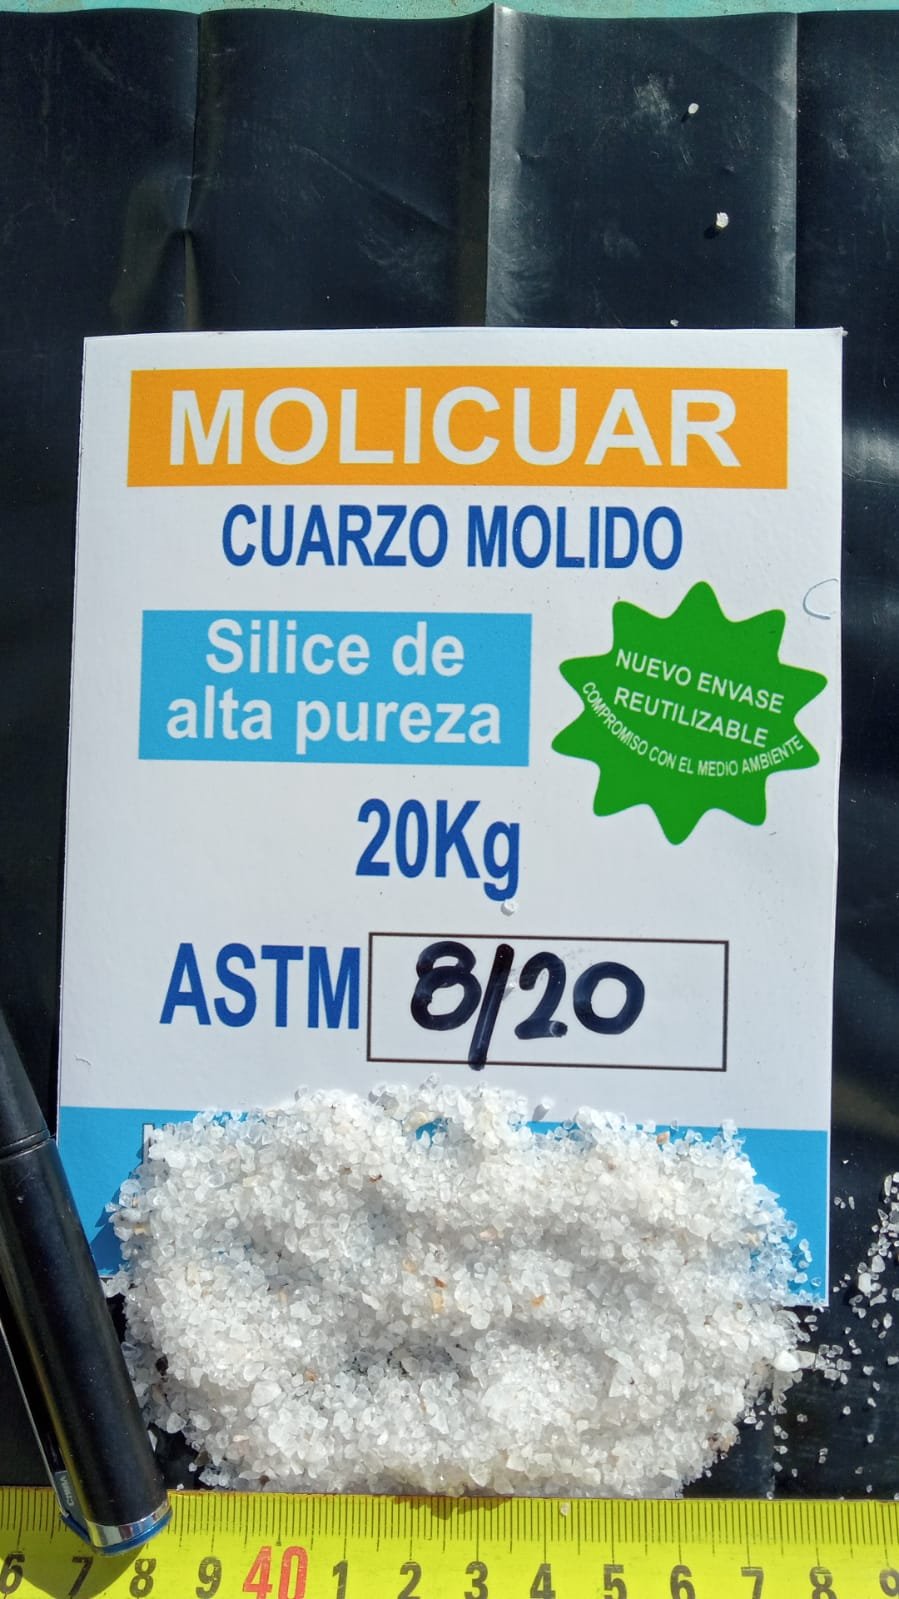 MOLICUAR
CUARZO MOLIDO
Silice de
alta pureza
NUEVO ENVASE
REUTILIZABLE
COMPROMISO CON EL MEDIO AMBIENTE
20Kg
ASTM 8/20
6 7 8 9 40 1 2 3 4 5 6 7 8 9